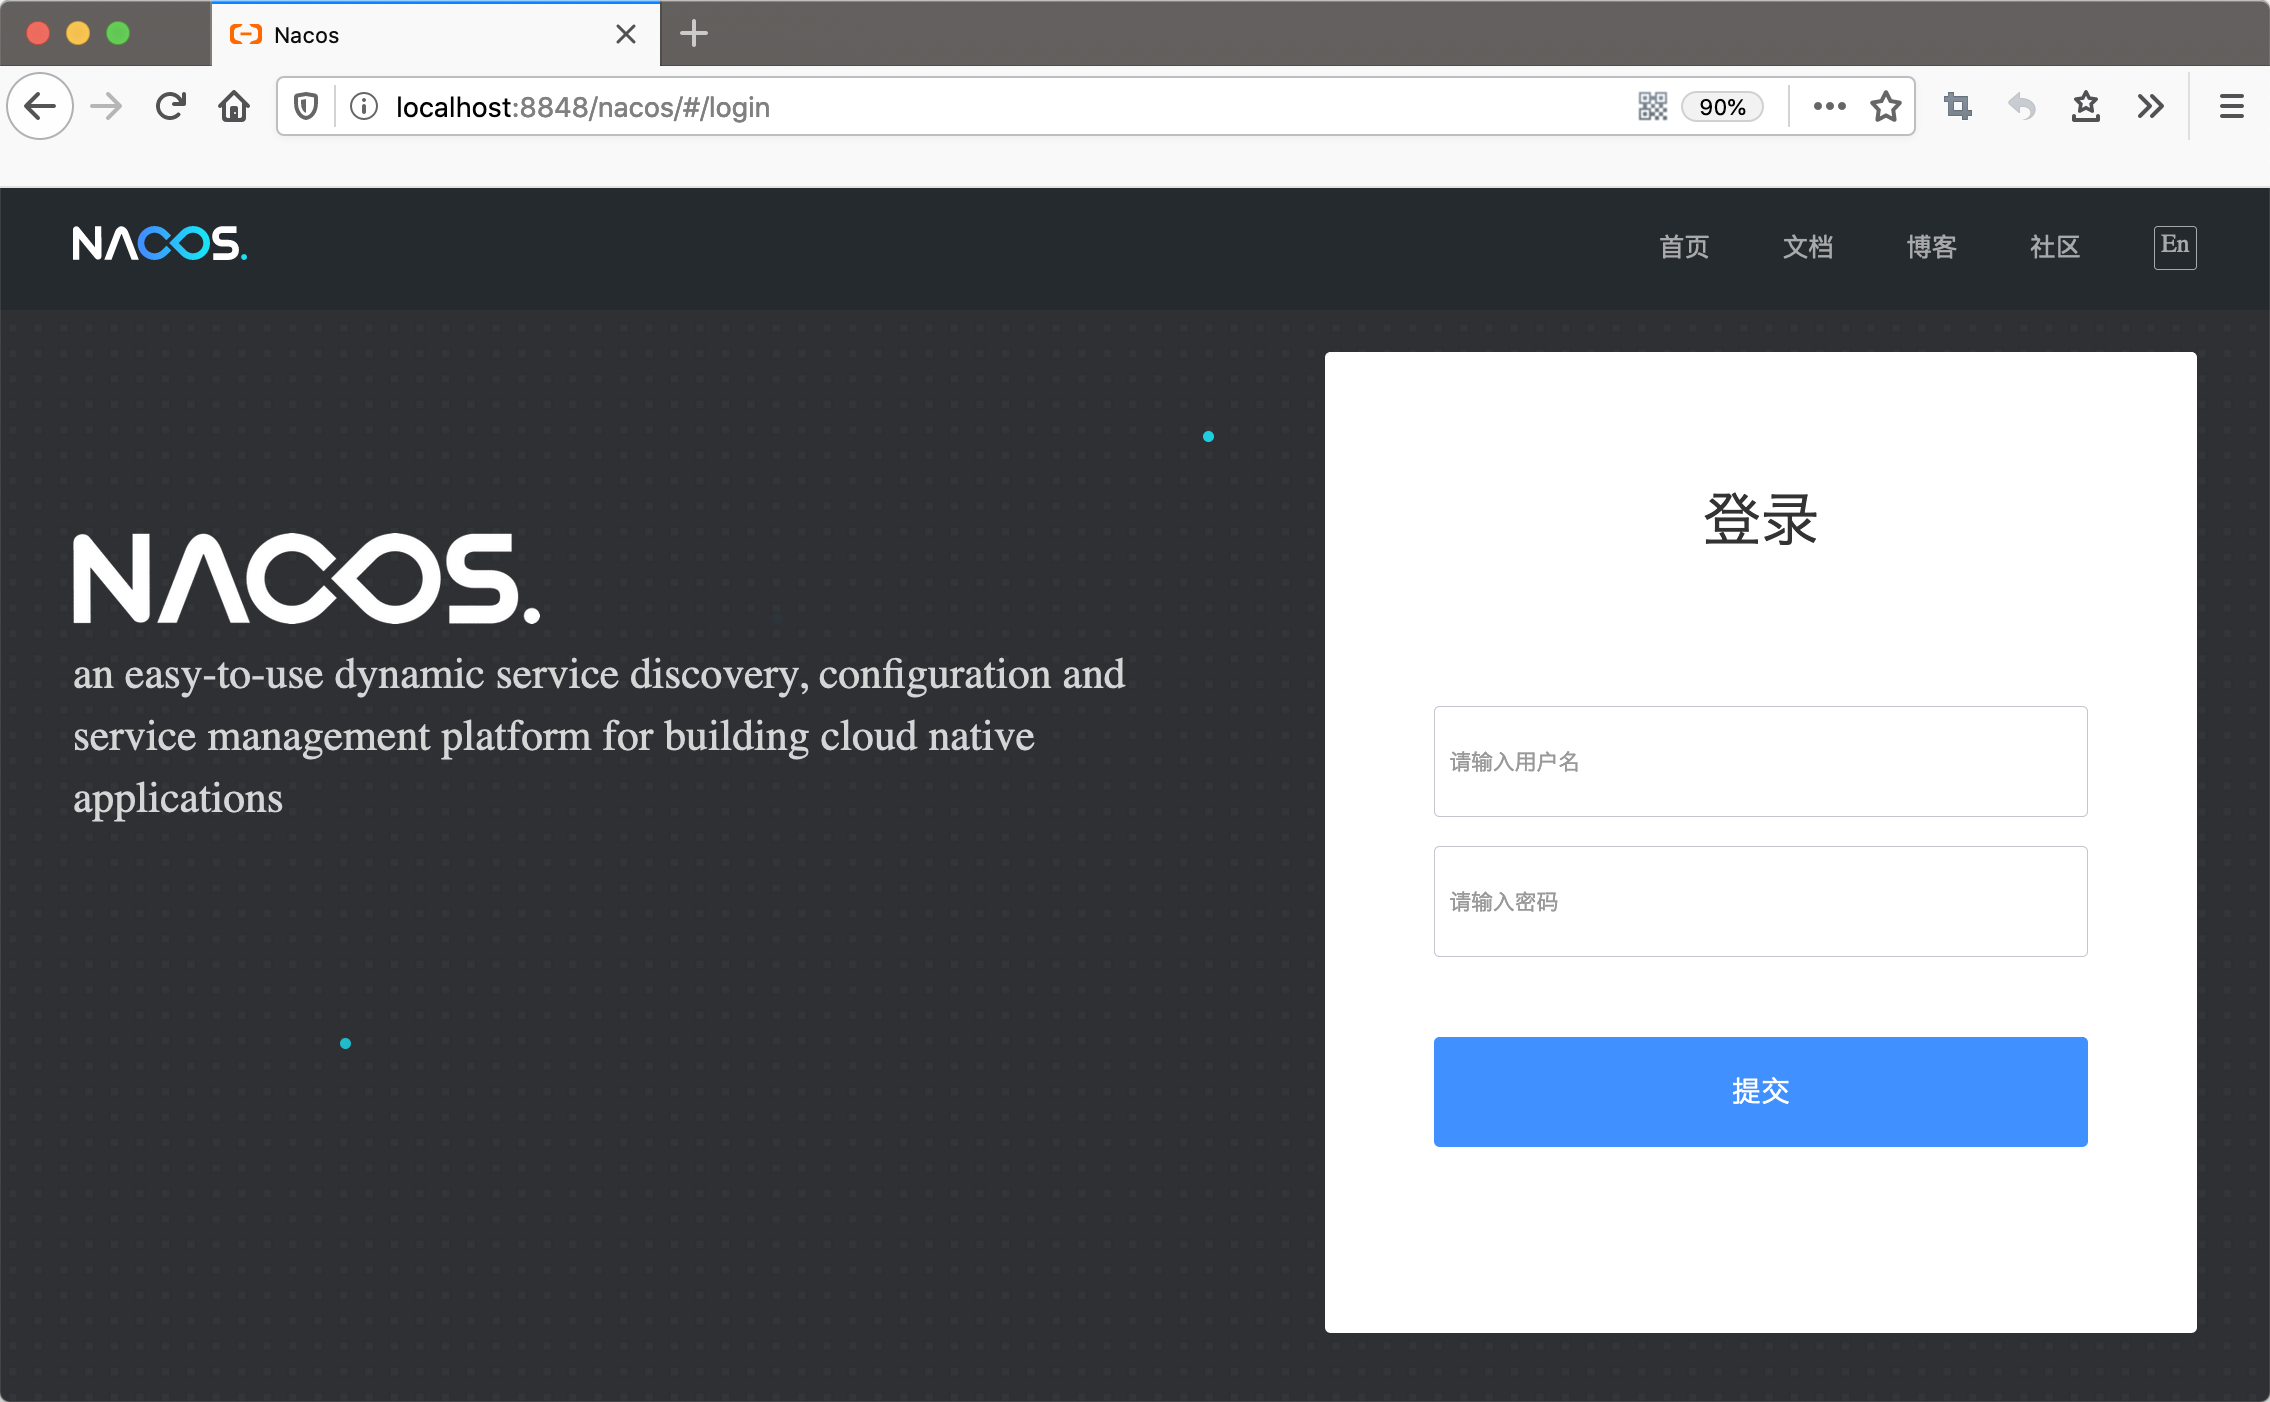 Nacos
localhost:8848/nacos/#/login
90%
NACOS.
首页
文档
博客
社区
En
登录
NACOS.
an easy-to-use dynamic service discovery, configuration and
service management platform for building cloud native
applications
请输入用户名
请输入密码
提交